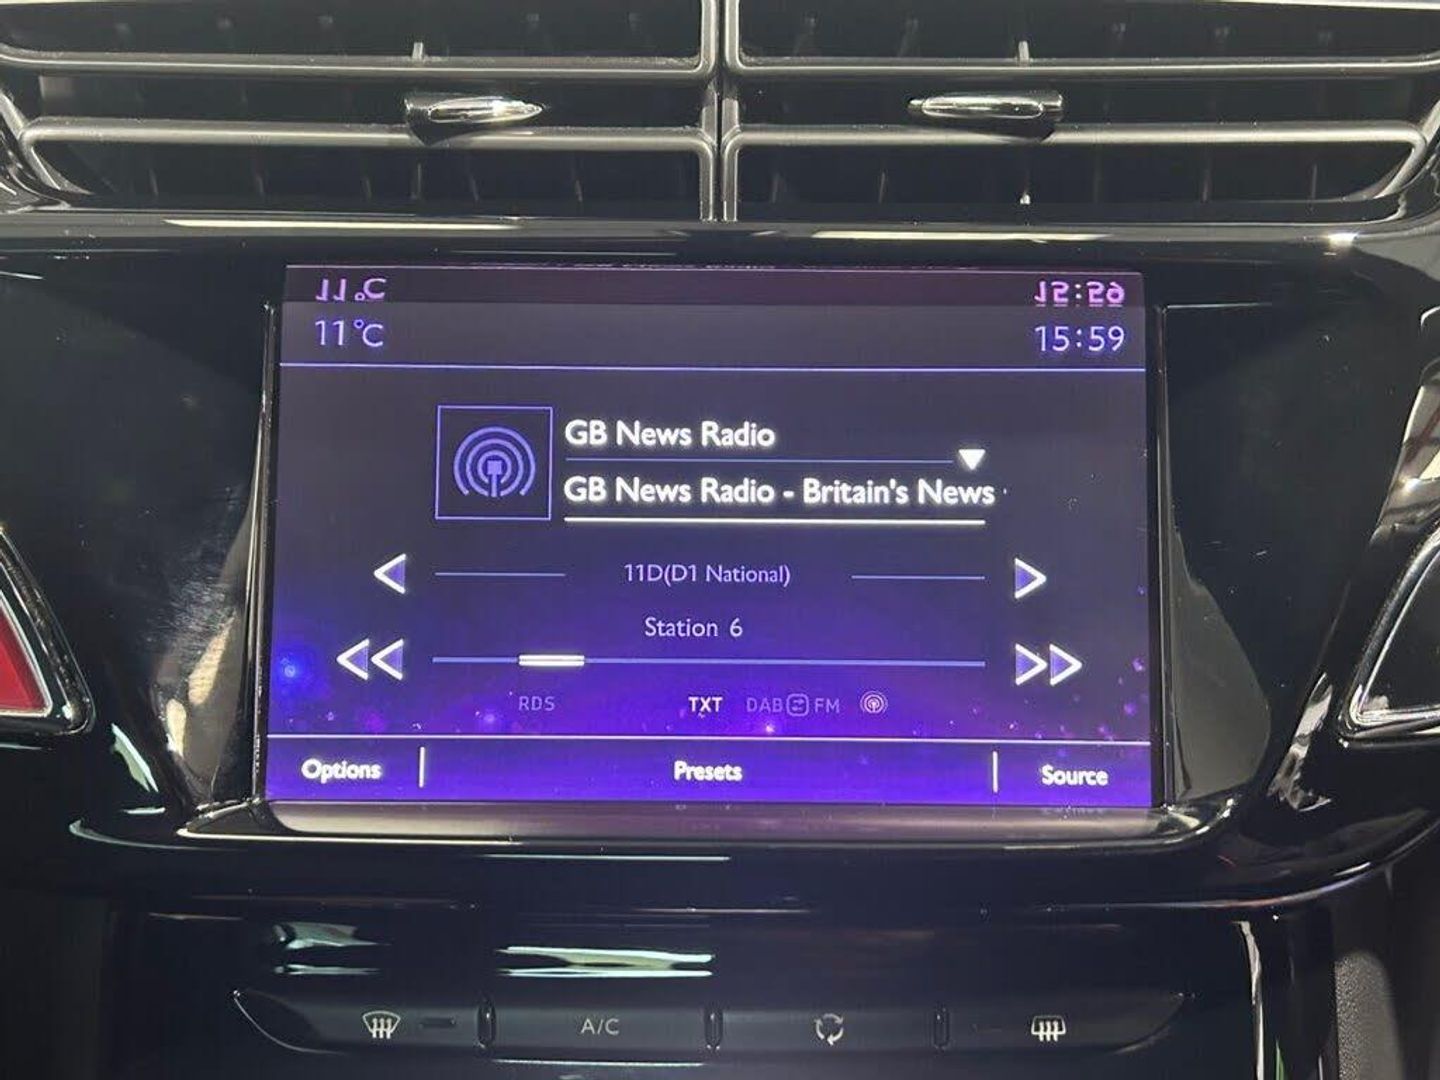 11°C
15:59
GB News Radio
GB News Radio - Britain's News
11D(D1 National)
Station 6
RDS TXT DAB FM
Options Presets Source
A/C